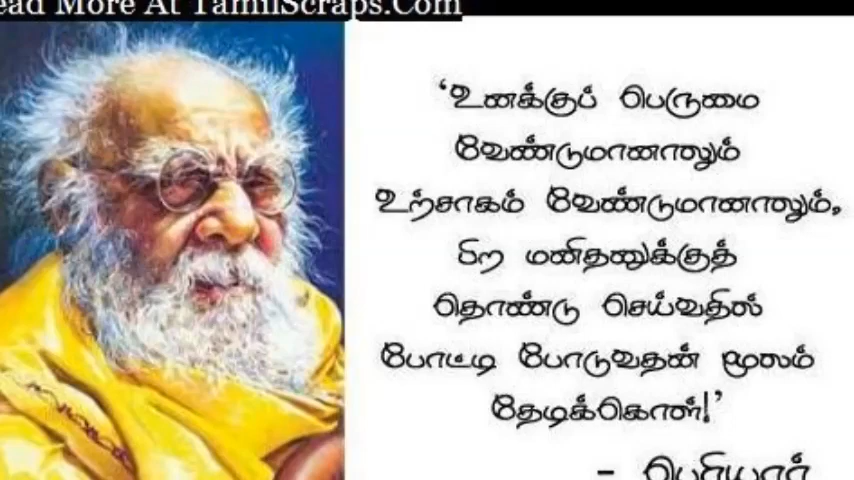 ead More At TamilScraps.Com
‘உனக்குப் பெருமை
வேண்டுமானாலும்
உற்சாகம் வேண்டுமானாலும்,
பிற மனிதனுக்குத்
தொண்டு செய்வதில்
போட்டி போடுவதன் மூலம்
தேடிக்கொள்!’
- பெரியார்